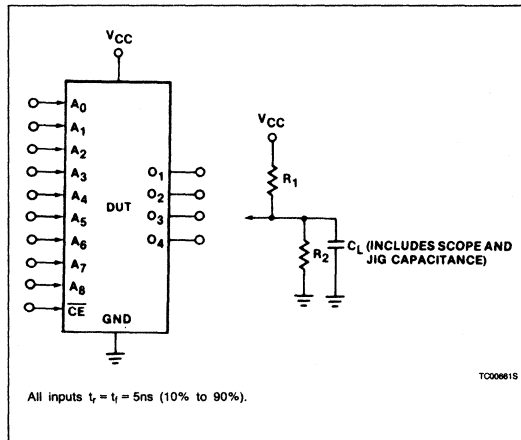 VCC
A0
A1
A2
A3
A4
A5
A6
A7
A8
CE
DUT
O1
O2
O3
O4
GND
VCC
R1
R2
CL (INCLUDES SCOPE AND
JIG CAPACITANCE)
TC00661S
All inputs tr = tf = 5ns (10% to 90%).